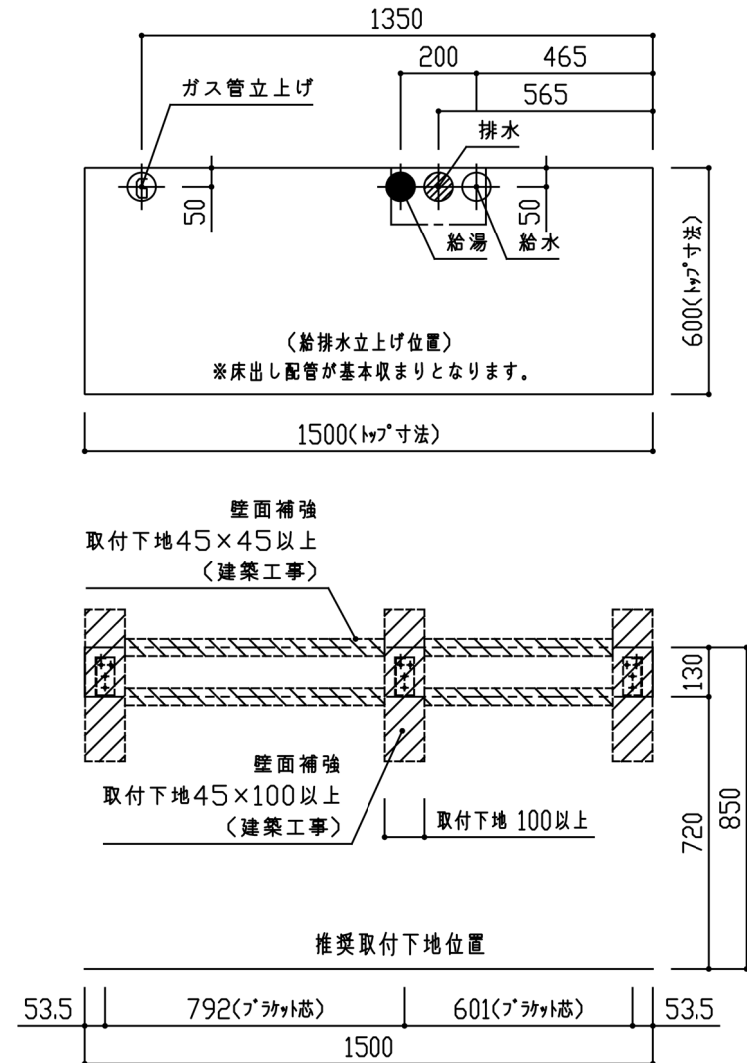 1350
200
465
565
ガス管立上げ
排水
G
50
50
給湯
給水
600(トップ寸法)
(給排水立上げ位置)
※床出し配管が基本収まりとなります。
1500(トップ寸法)
壁面補強
取付下地45×45以上
(建築工事)
130
壁面補強
取付下地45×100以上
(建築工事)
取付下地 100以上
720
850
推奨取付下地位置
53.5
792(ブラケット芯)
601(ブラケット芯)
53.5
1500